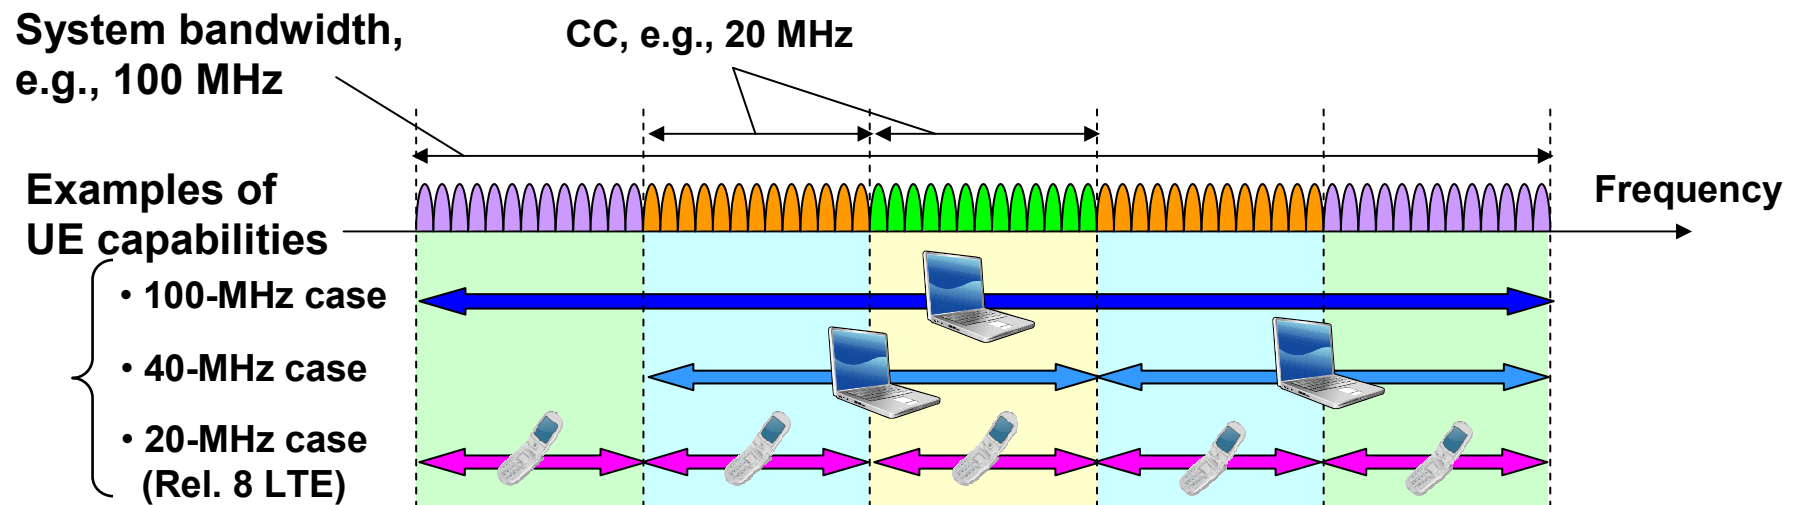 System bandwidth,
e.g., 100 MHz
CC, e.g., 20 MHz
Examples of
UE capabilities
Frequency
• 100-MHz case
• 40-MHz case
• 20-MHz case
(Rel. 8 LTE)